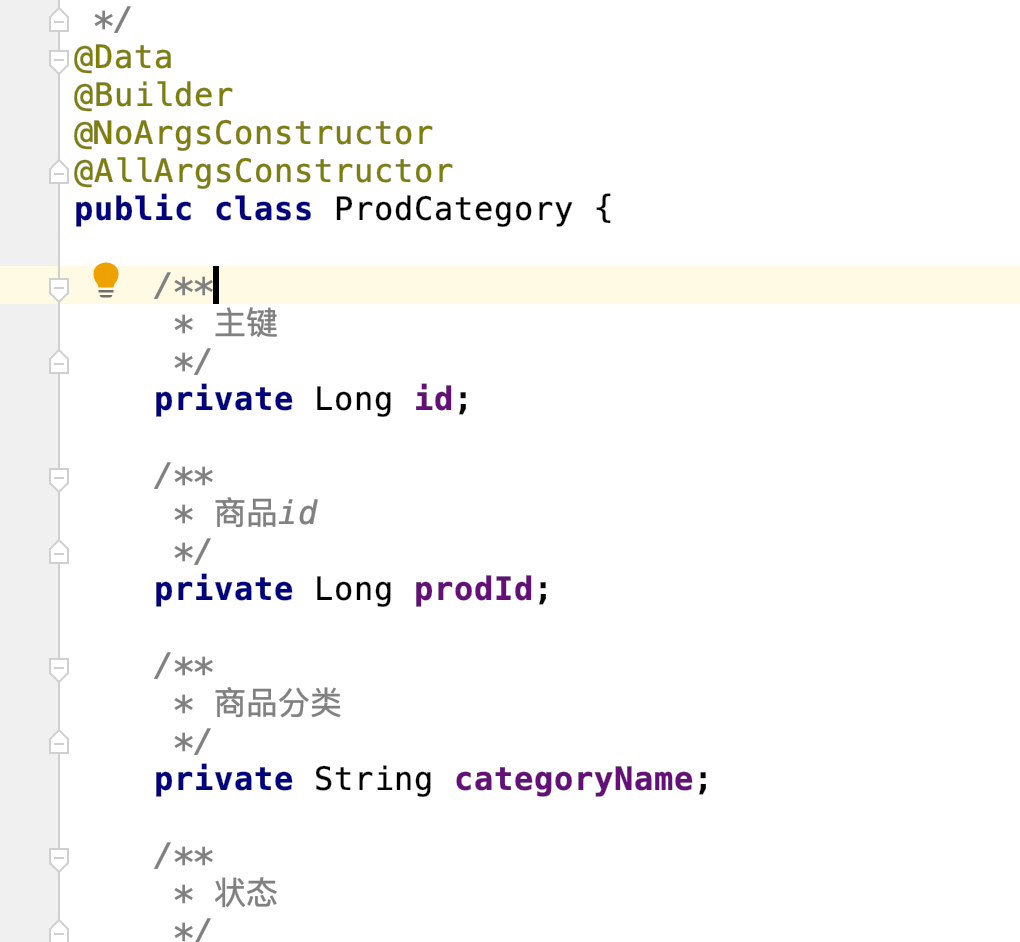 */
@Data
@Builder
@NoArgsConstructor
@AllArgsConstructor
public class ProdCategory {
/**
* 主键
*/
private Long id;
/**
* 商品id
*/
private Long prodId;
/**
* 商品分类
*/
private String categoryName;
/**
* 状态
*/